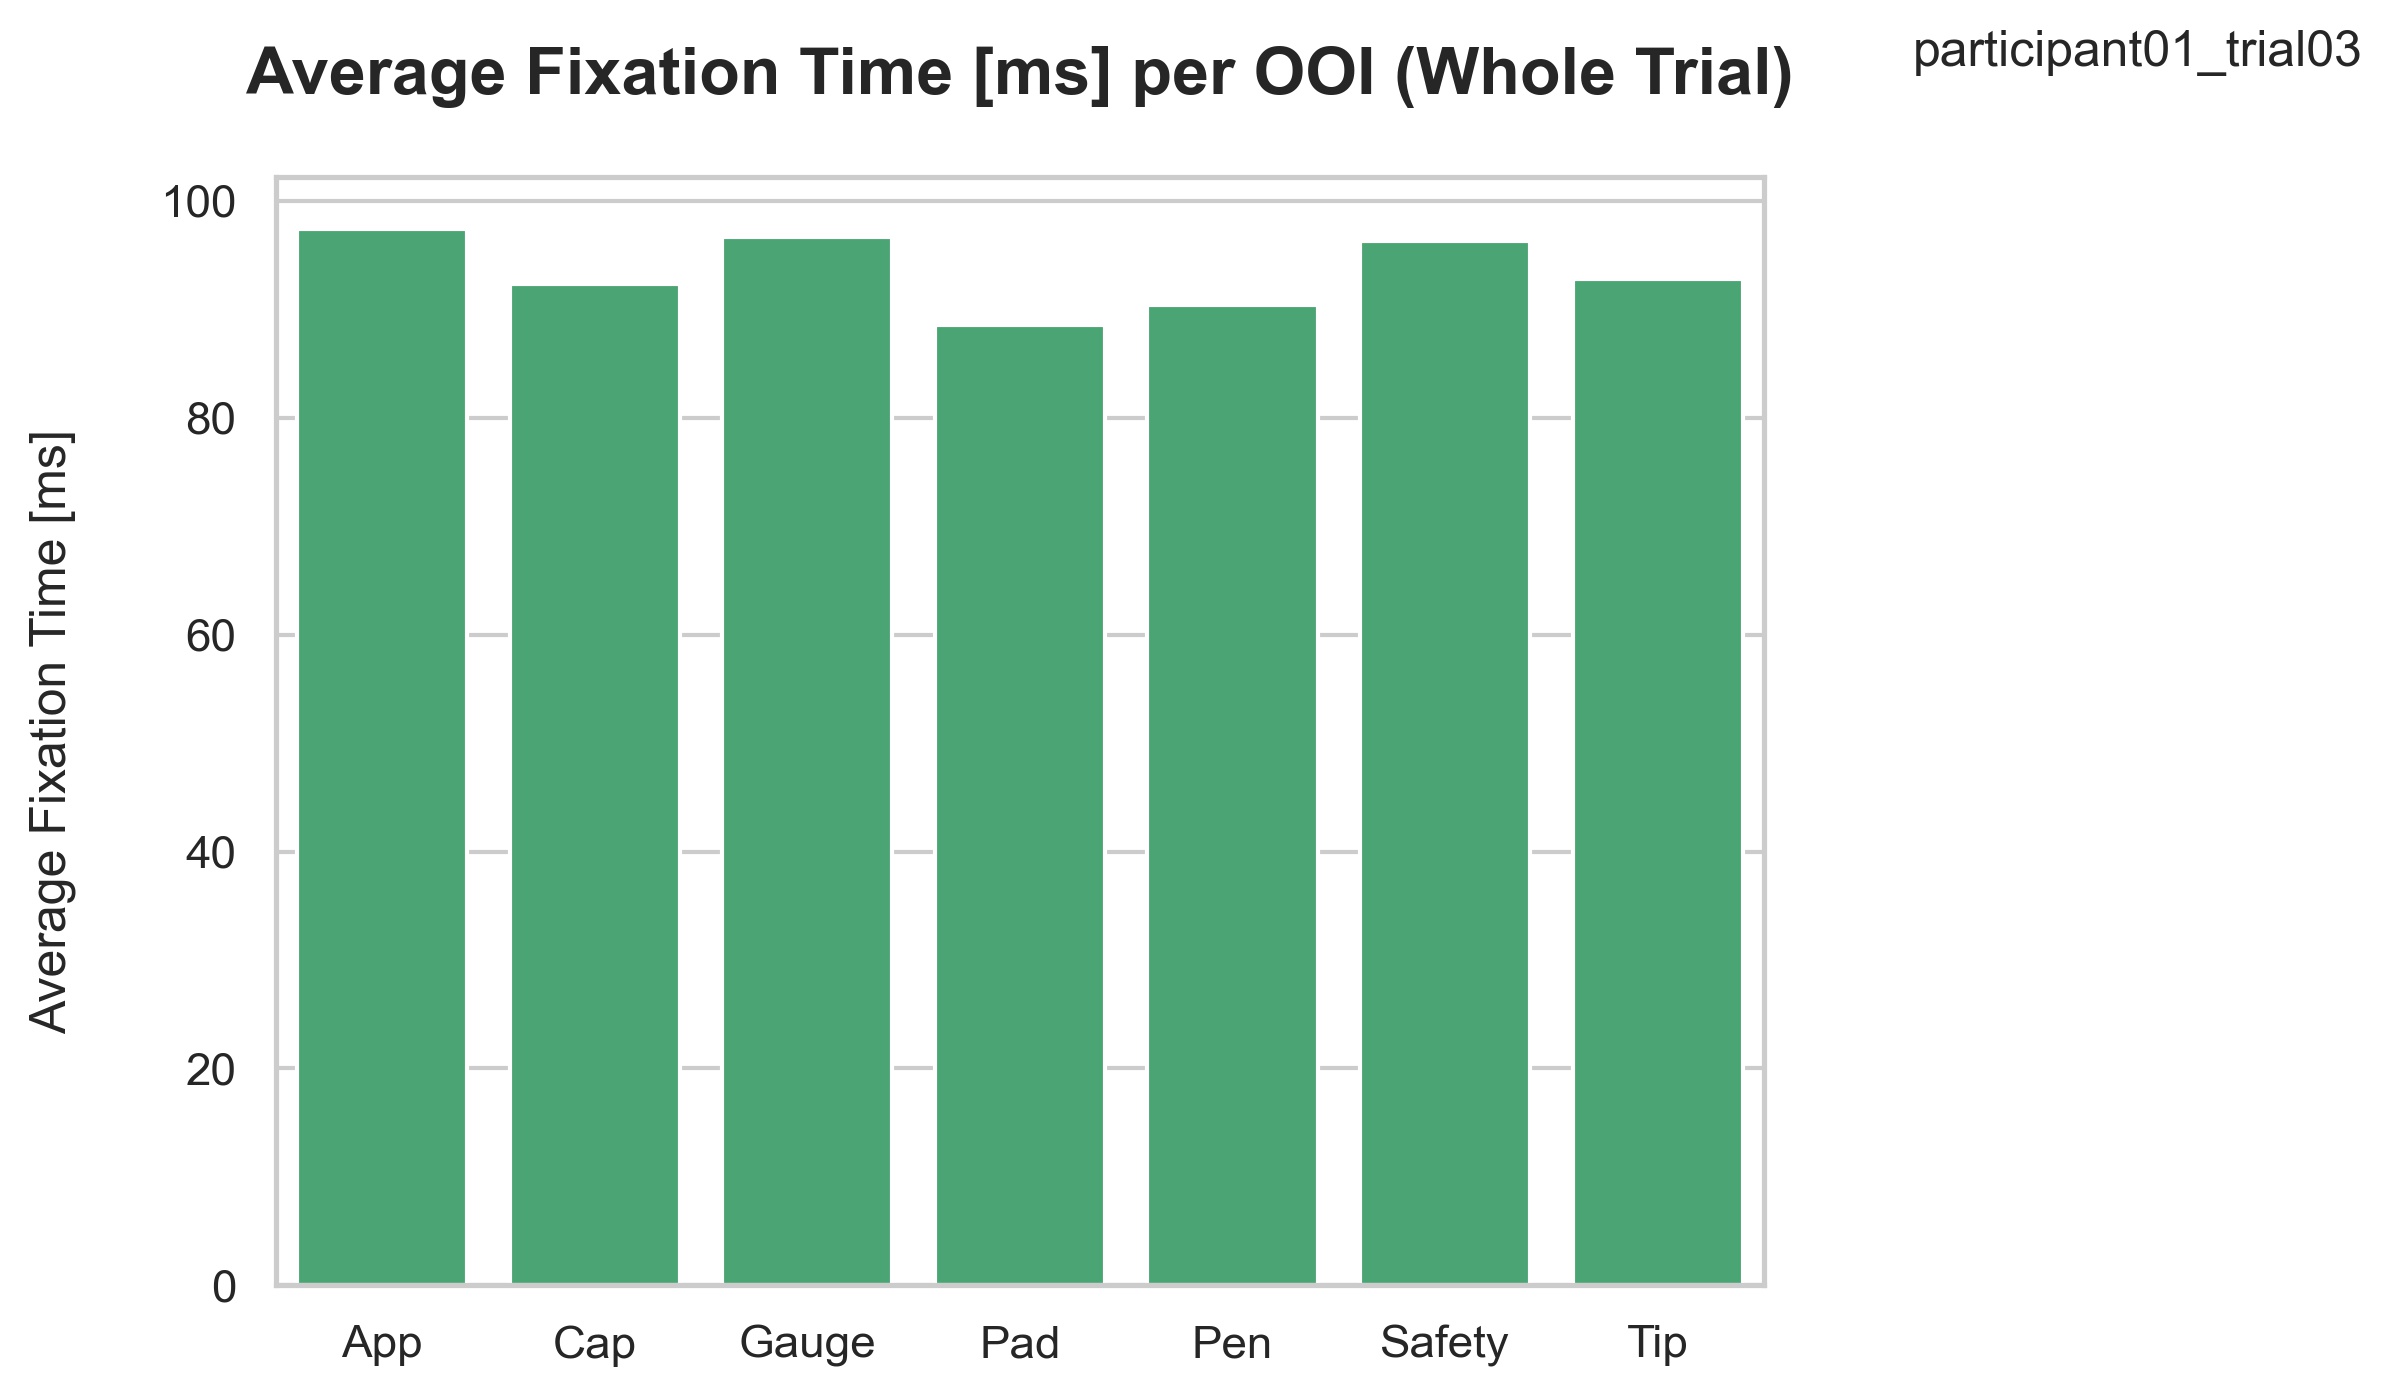 participant01_trial03
Average Fixation Time [ms] per OOI (Whole Trial)
Average Fixation Time [ms]
100
80
60
40
20
0
App Cap Gauge Pad Pen Safety Tip